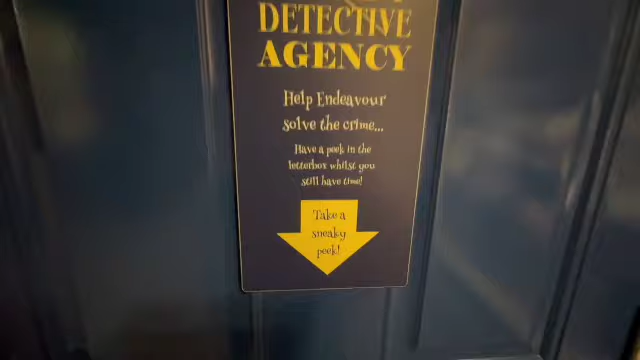 DETECTIVE
AGENCY
Help Endeavour
solve the crime...
Have a peek in the
letterbox whilst you
still have time!
Take a
sneaky
peek!